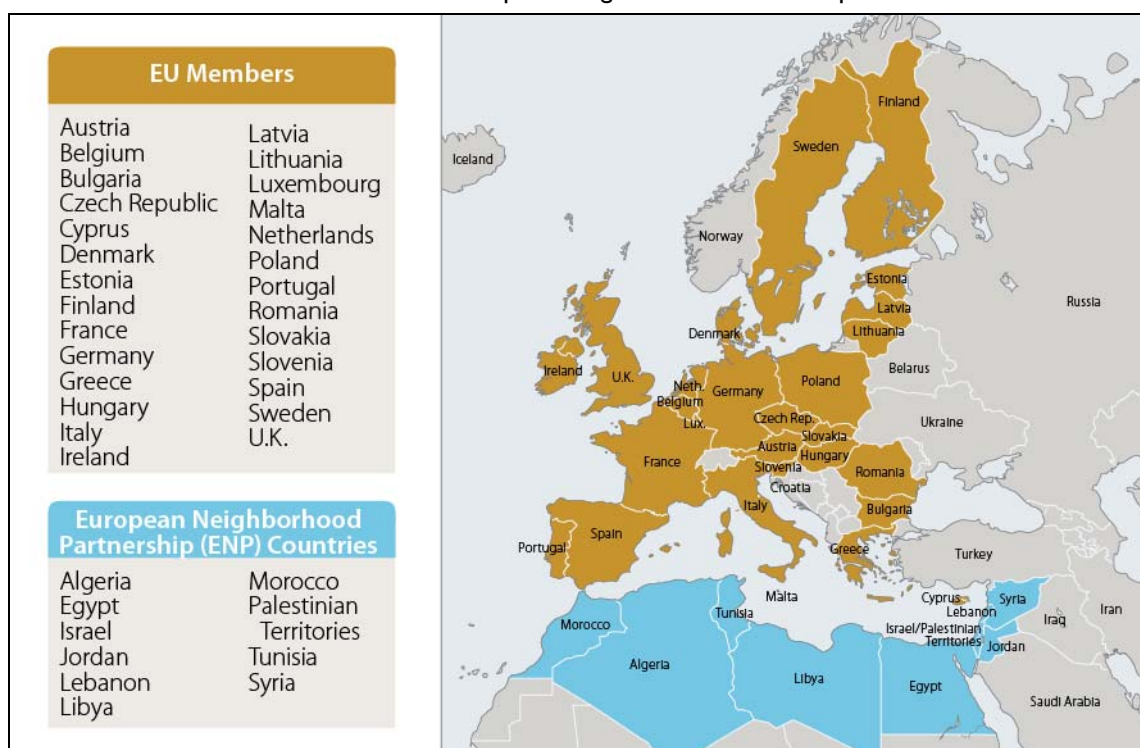 EU Members
Austria
Belgium
Bulgaria
Czech Republic
Cyprus
Denmark
Estonia
Finland
France
Germany
Greece
Hungary
Italy
Ireland
Latvia
Lithuania
Luxembourg
Malta
Netherlands
Poland
Portugal
Romania
Slovakia
Slovenia
Spain
Sweden
U.K.
European Neighborhood
Partnership (ENP) Countries
Algeria
Egypt
Israel
Jordan
Lebanon
Libya
Morocco
Palestinian
Territories
Tunisia
Syria
Iceland
Finland
Sweden
Norway
Estonia
Russia
Latvia
Denmark
Lithuania
Ireland
U.K.
Belarus
Neth.
Germany
Poland
Belgium
Czech Rep.
Ukraine
Lux.
Slovakia
Austria
Hungary
France
Slovenia
Romania
Croatia
Italy
Bulgaria
Portugal
Spain
Greece
Turkey
Malta
Cyprus
Syria
Tunisia
Lebanon
Iraq
Iran
Morocco
Israel/Palestinian
Territories
Jordan
Algeria
Libya
Egypt
Saudi Arabia